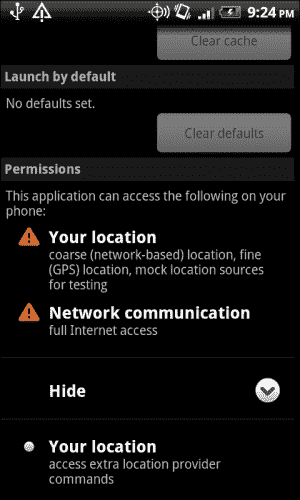 9:24 PM
Clear cache
Launch by default
No defaults set.
Clear defaults
Permissions
This application can access the following on your
phone:
Your location
coarse (network-based) location, fine
(GPS) location, mock location sources
for testing
Network communication
full Internet access
Hide
Your location
access extra location provider
commands